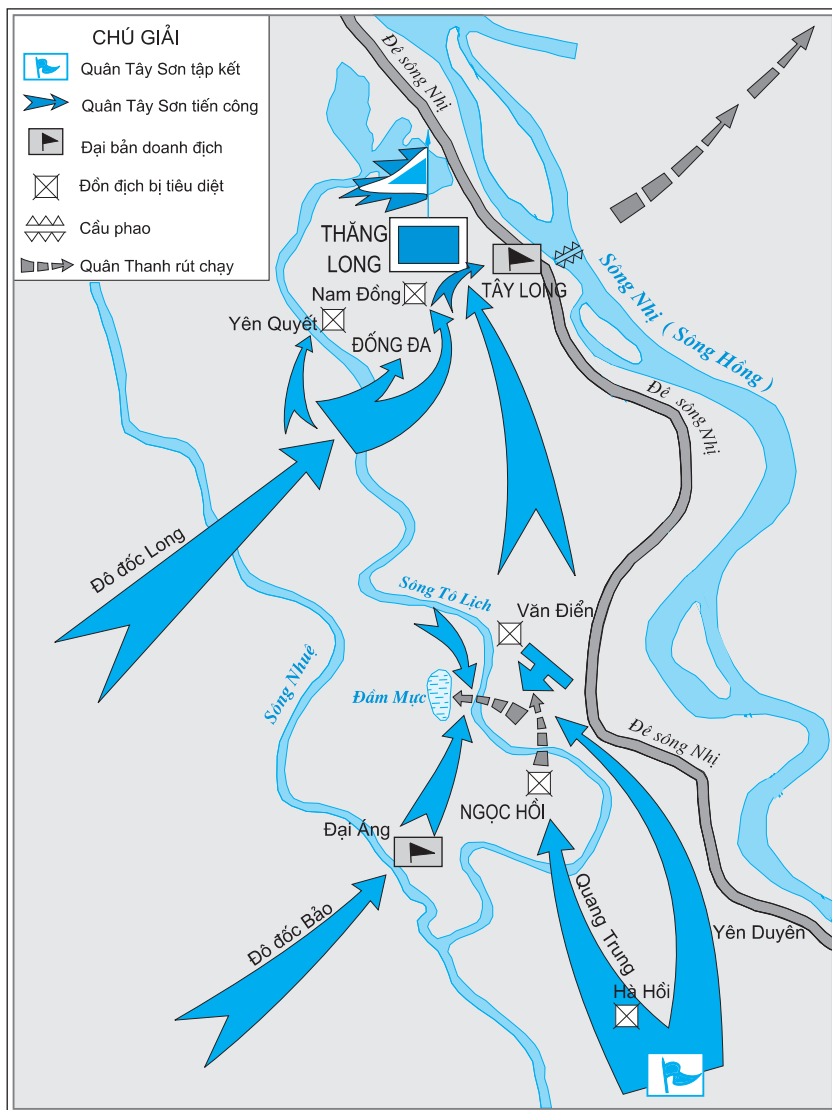 CHÚ GIẢI
Quân Tây Sơn tập kết
Quân Tây Sơn tiến công
Đại bản doanh địch
Đồn địch bị tiêu diệt
Cầu phao
Quân Thanh rút chạy
Đê sông Nhị
THĂNG
LONG
TÂY LONG
Nam Đồng
Yên Quyết
ĐỐNG ĐA
Sông Nhị ( Sông Hồng )
Đê sông Nhị
Đô đốc Long
Sông Tô Lịch
Văn Điển
Sông Nhuệ
Đầm Mực
Đê sông Nhị
NGỌC HỒI
Đại Áng
Đô đốc Bảo
Quang Trung
Yên Duyên
Hà Hồi